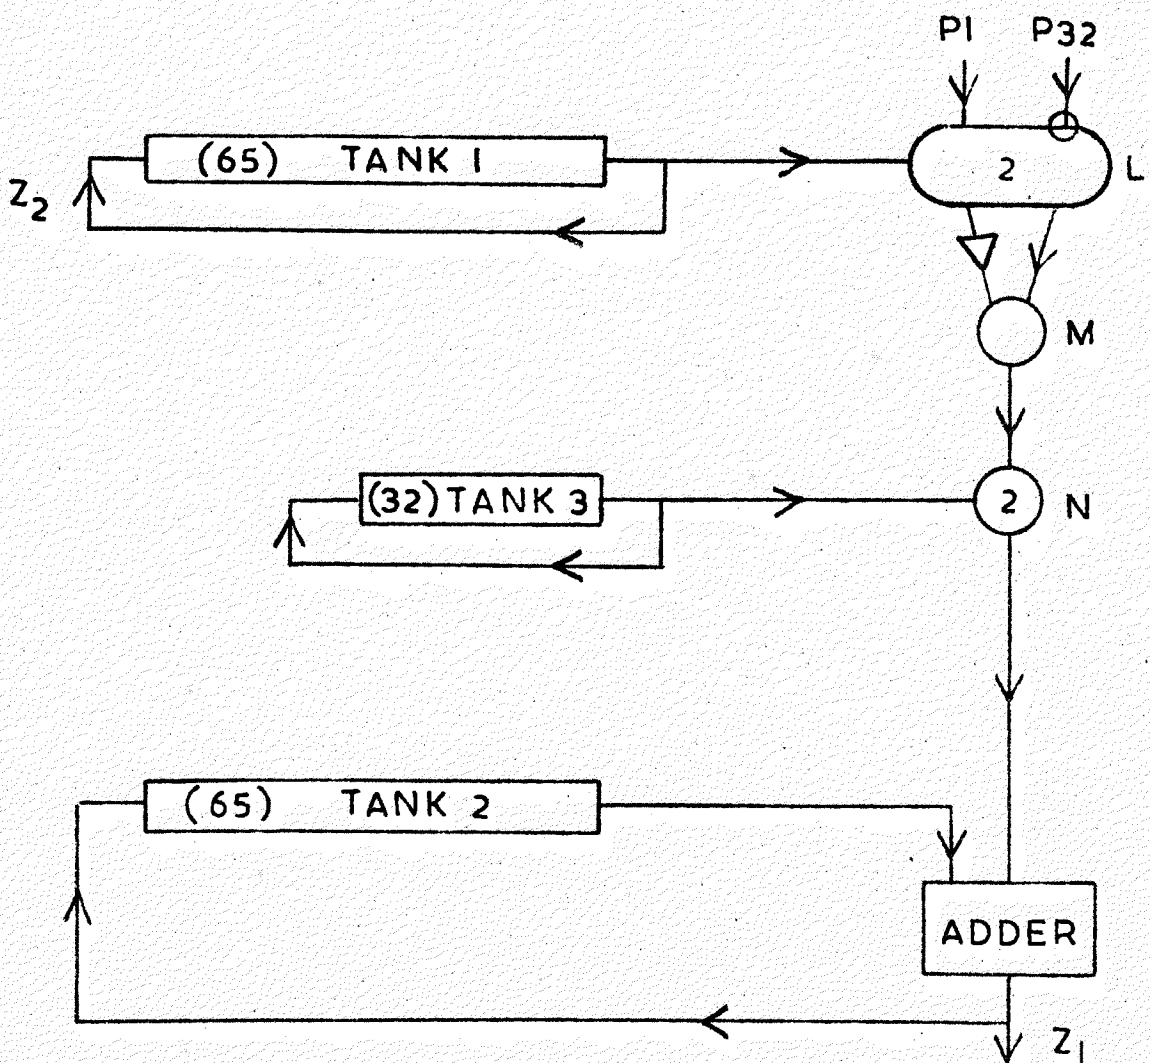 P1 P32
(65) TANK 1
2
L
Z2
M
(32) TANK 3
2
N
(65) TANK 2
ADDER
Z1